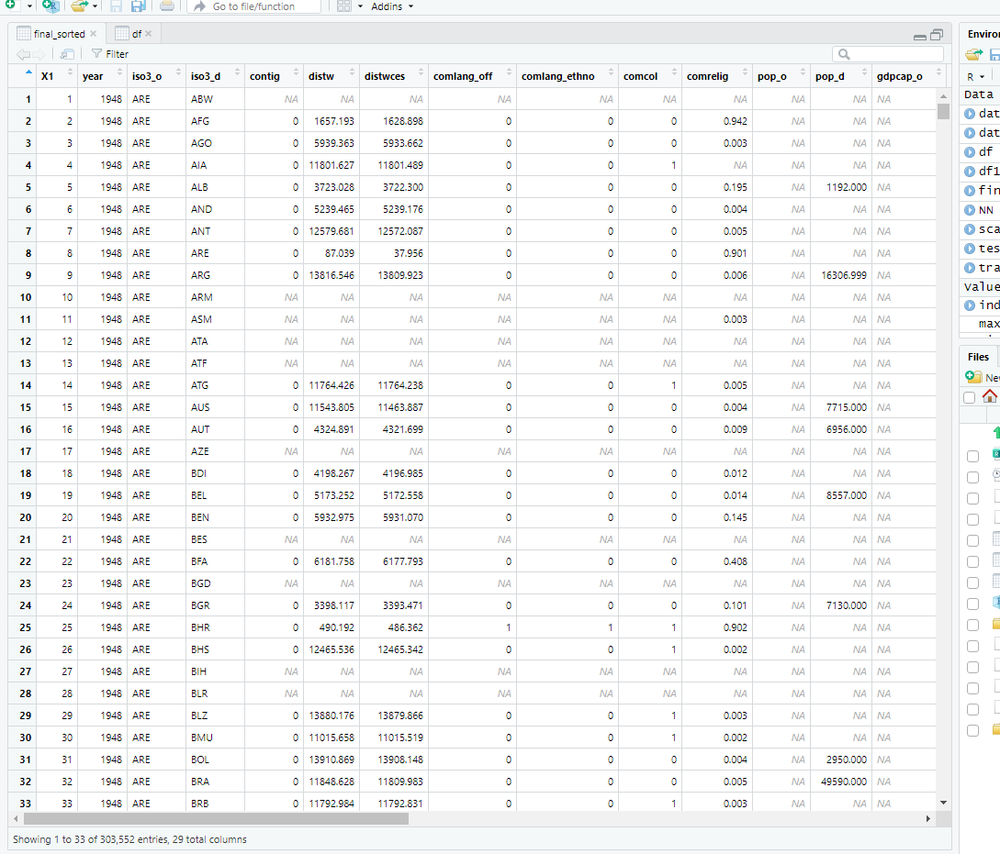 Go to file/function Addins
final_sorted df
Filter
X1 year iso3_o iso3_d contig distw distwces comlang_off comlang_ethno comcol comrelig pop_o pop_d gdpcap_o
1 1 1948 ARE ABW NA NA NA NA NA NA NA NA NA NA
2 2 1948 ARE AFG 0 1657.193 1628.898 0 0 0 0.942 NA NA NA
3 3 1948 ARE AGO 0 5939.363 5933.662 0 0 0 0.003 NA NA NA
4 4 1948 ARE AIA 0 11801.627 11801.489 0 0 1 NA NA NA NA
5 5 1948 ARE ALB 0 3723.028 3722.300 0 0 0 0.195 NA 1192.000 NA
6 6 1948 ARE AND 0 5239.465 5239.176 0 0 0 0.004 NA NA NA
7 7 1948 ARE ANT 0 12579.681 12572.087 0 0 0 0.005 NA NA NA
8 8 1948 ARE ARE 0 87.039 37.956 0 0 0 0.901 NA NA NA
9 9 1948 ARE ARG 0 13816.546 13809.923 0 0 0 0.006 NA 16306.999 NA
10 10 1948 ARE ARM NA NA NA NA NA NA NA NA NA NA
11 11 1948 ARE ASM NA NA NA NA NA NA 0.003 NA NA NA
12 12 1948 ARE ATA NA NA NA NA NA NA NA NA NA NA
13 13 1948 ARE ATF NA NA NA NA NA NA NA NA NA NA
14 14 1948 ARE ATG 0 11764.426 11764.238 0 0 1 0.005 NA NA NA
15 15 1948 ARE AUS 0 11543.805 11463.887 0 0 0 0.004 NA 7715.000 NA
16 16 1948 ARE AUT 0 4324.891 4321.699 0 0 0 0.009 NA 6956.000 NA
17 17 1948 ARE AZE NA NA NA NA NA NA NA NA NA NA
18 18 1948 ARE BDI 0 4198.267 4196.985 0 0 0 0.012 NA NA NA
19 19 1948 ARE BEL 0 5173.252 5172.558 0 0 0 0.014 NA 8557.000 NA
20 20 1948 ARE BEN 0 5932.975 5931.070 0 0 0 0.145 NA NA NA
21 21 1948 ARE BES NA NA NA NA NA NA NA NA NA NA
22 22 1948 ARE BFA 0 6181.758 6177.793 0 0 0 0.408 NA NA NA
23 23 1948 ARE BGD NA NA NA NA NA NA NA NA NA NA
24 24 1948 ARE BGR 0 3398.117 3393.471 0 0 0 0.101 NA 7130.000 NA
25 25 1948 ARE BHR 0 490.192 486.362 1 1 1 0.902 NA NA NA
26 26 1948 ARE BHS 0 12465.536 12465.342 0 0 1 0.002 NA NA NA
27 27 1948 ARE BIH NA NA NA NA NA NA NA NA NA NA
28 28 1948 ARE BLR NA NA NA NA NA NA NA NA NA NA
29 29 1948 ARE BLZ 0 13880.176 13879.866 0 0 1 0.003 NA NA NA
30 30 1948 ARE BMU 0 11015.658 11015.519 0 0 1 0.002 NA NA NA
31 31 1948 ARE BOL 0 13910.869 13908.148 0 0 0 0.004 NA 2950.000 NA
32 32 1948 ARE BRA 0 11848.628 11809.983 0 0 0 0.005 NA 49590.000 NA
33 33 1948 ARE BRB 0 11792.984 11792.831 0 0 1 0.003 NA NA NA
Showing 1 to 33 of 303,552 entries, 29 total columns
Enviro
R
Data
dat
dat
df
df1
fin
NN
sca
tes
tra
Value
ind
max
Files
Ne